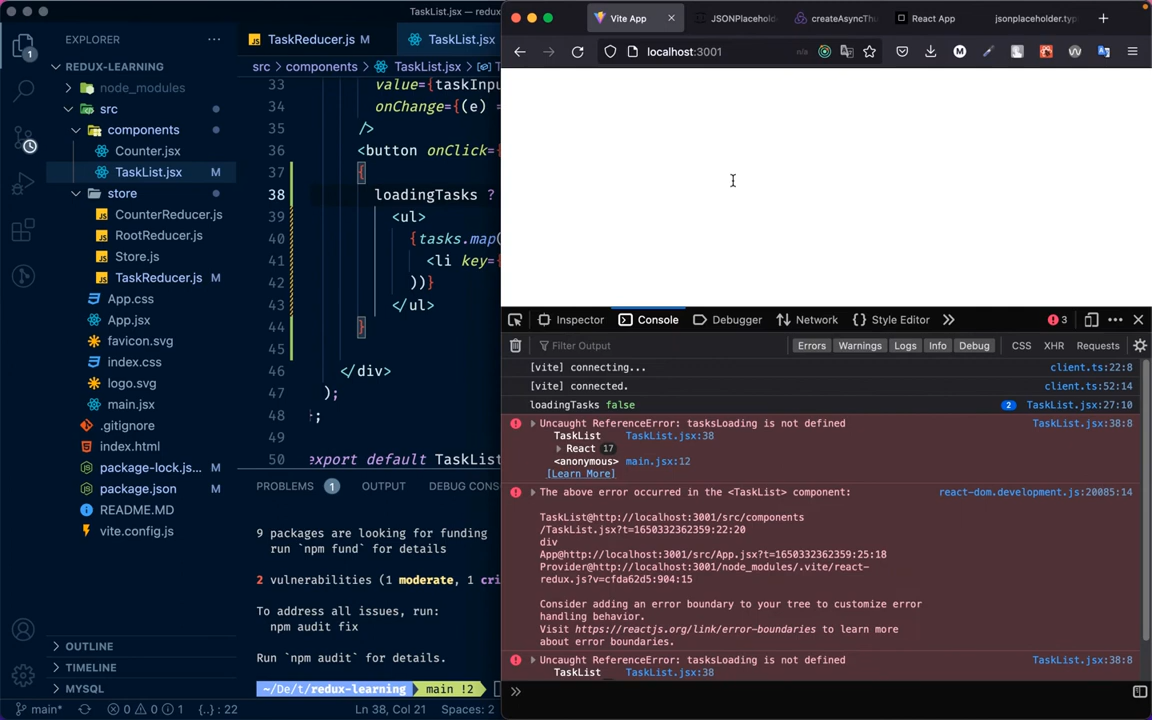 TaskList.jsx — redux
EXPLORER
REDUX-LEARNING
node_modules
src
components
Counter.jsx
TaskList.jsx M
store
CounterReducer.js
RootReducer.js
Store.js
TaskReducer.js M
App.css
App.jsx
favicon.svg
index.css
logo.svg
main.jsx
.gitignore
index.html
package-lock.js... M
package.json M
README.MD
vite.config.js
OUTLINE
TIMELINE
MYSQL
main*
0 0 1 {..} : 22
TaskReducer.js M
TaskList.jsx
src > components > TaskList.jsx >
33 value={taskInpu
34 onChange={(e) =
35 />
36 <button onClick={
37 {
38 loadingTasks ?
39 <ul>
40 {tasks.map(
41 <li key={
42 ))}
43 </ul>
44 }
45
46 </div>
47 );
48 };
49
50 export default TaskList
PROBLEMS 1 OUTPUT DEBUG CONS
9 packages are looking for funding
run `npm fund` for details
2 vulnerabilities (1 moderate, 1 cri
To address all issues, run:
npm audit fix
Run `npm audit` for details.
~/De/t/redux-learning main !2
Ln 38, Col 21 Spaces: 2
Vite App
JSONPlacehold
createAsyncThu
React App
jsonplaceholder.typ
localhost:3001
Inspector Console Debugger Network Style Editor 3
Filter Output Errors Warnings Logs Info Debug CSS XHR Requests
[vite] connecting... client.ts:22:8
[vite] connected. client.ts:52:14
loadingTasks false 2 TaskList.jsx:27:10
Uncaught ReferenceError: tasksLoading is not defined TaskList.jsx:38:8
TaskList TaskList.jsx:38
React 17
<anonymous> main.jsx:12
[Learn More]
The above error occurred in the <TaskList> component: react-dom.development.js:20085:14
TaskList@http://localhost:3001/src/components
/TaskList.jsx?t=1650332362359:22:20
div
App@http://localhost:3001/src/App.jsx?t=1650332362359:25:18
Provider@http://localhost:3001/node_modules/.vite/react-
redux.js?v=cfda62d5:904:15
Consider adding an error boundary to your tree to customize error
handling behavior.
Visit https://reactjs.org/link/error-boundaries to learn more
about error boundaries.
Uncaught ReferenceError: tasksLoading is not defined TaskList.jsx:38:8
TaskList TaskList.jsx:38